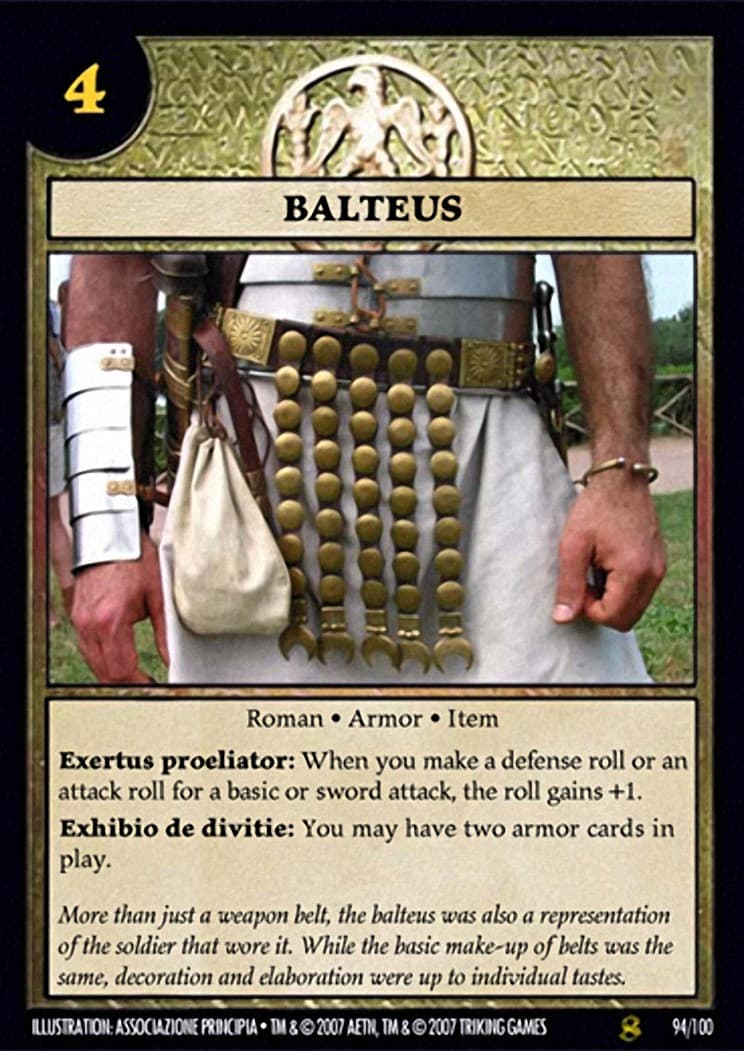 4
BALTEUS
Roman • Armor • Item
Exertus proeliator: When you make a defense roll or an
attack roll for a basic or sword attack, the roll gains +1.
Exhibio de divitie: You may have two armor cards in
play.
More than just a weapon belt, the balteus was also a representation
of the soldier that wore it. While the basic make-up of belts was the
same, decoration and elaboration were up to individual tastes.
ILLUSTRATION: ASSOCIAZIONE PRINCIPIA • TM & © 2007 AETN, TM & © 2007 TRIKING GAMES
8 94/100